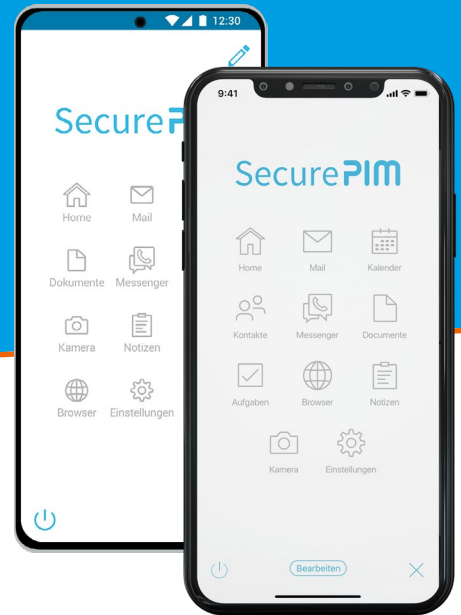 12:30
SecureP
Home Mail
Dokumente Messenger
Kamera Notizen
Browser Einstellungen
9:41
SecurePIM
Home Mail Kalender
Kontakte Messenger Documente
Aufgaben Browser Notizen
Kamera Einstellungen
Bearbeiten